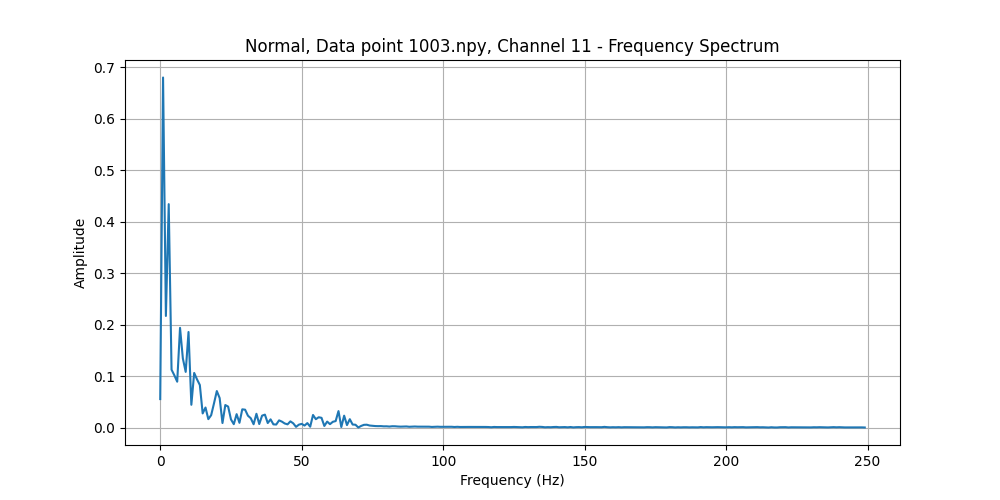 Normal, Data point 1003.npy, Channel 11 - Frequency Spectrum
0.7
0.6
0.5
0.4
0.3
0.2
0.1
0.0
Amplitude
0 50 100 150 200 250
Frequency (Hz)